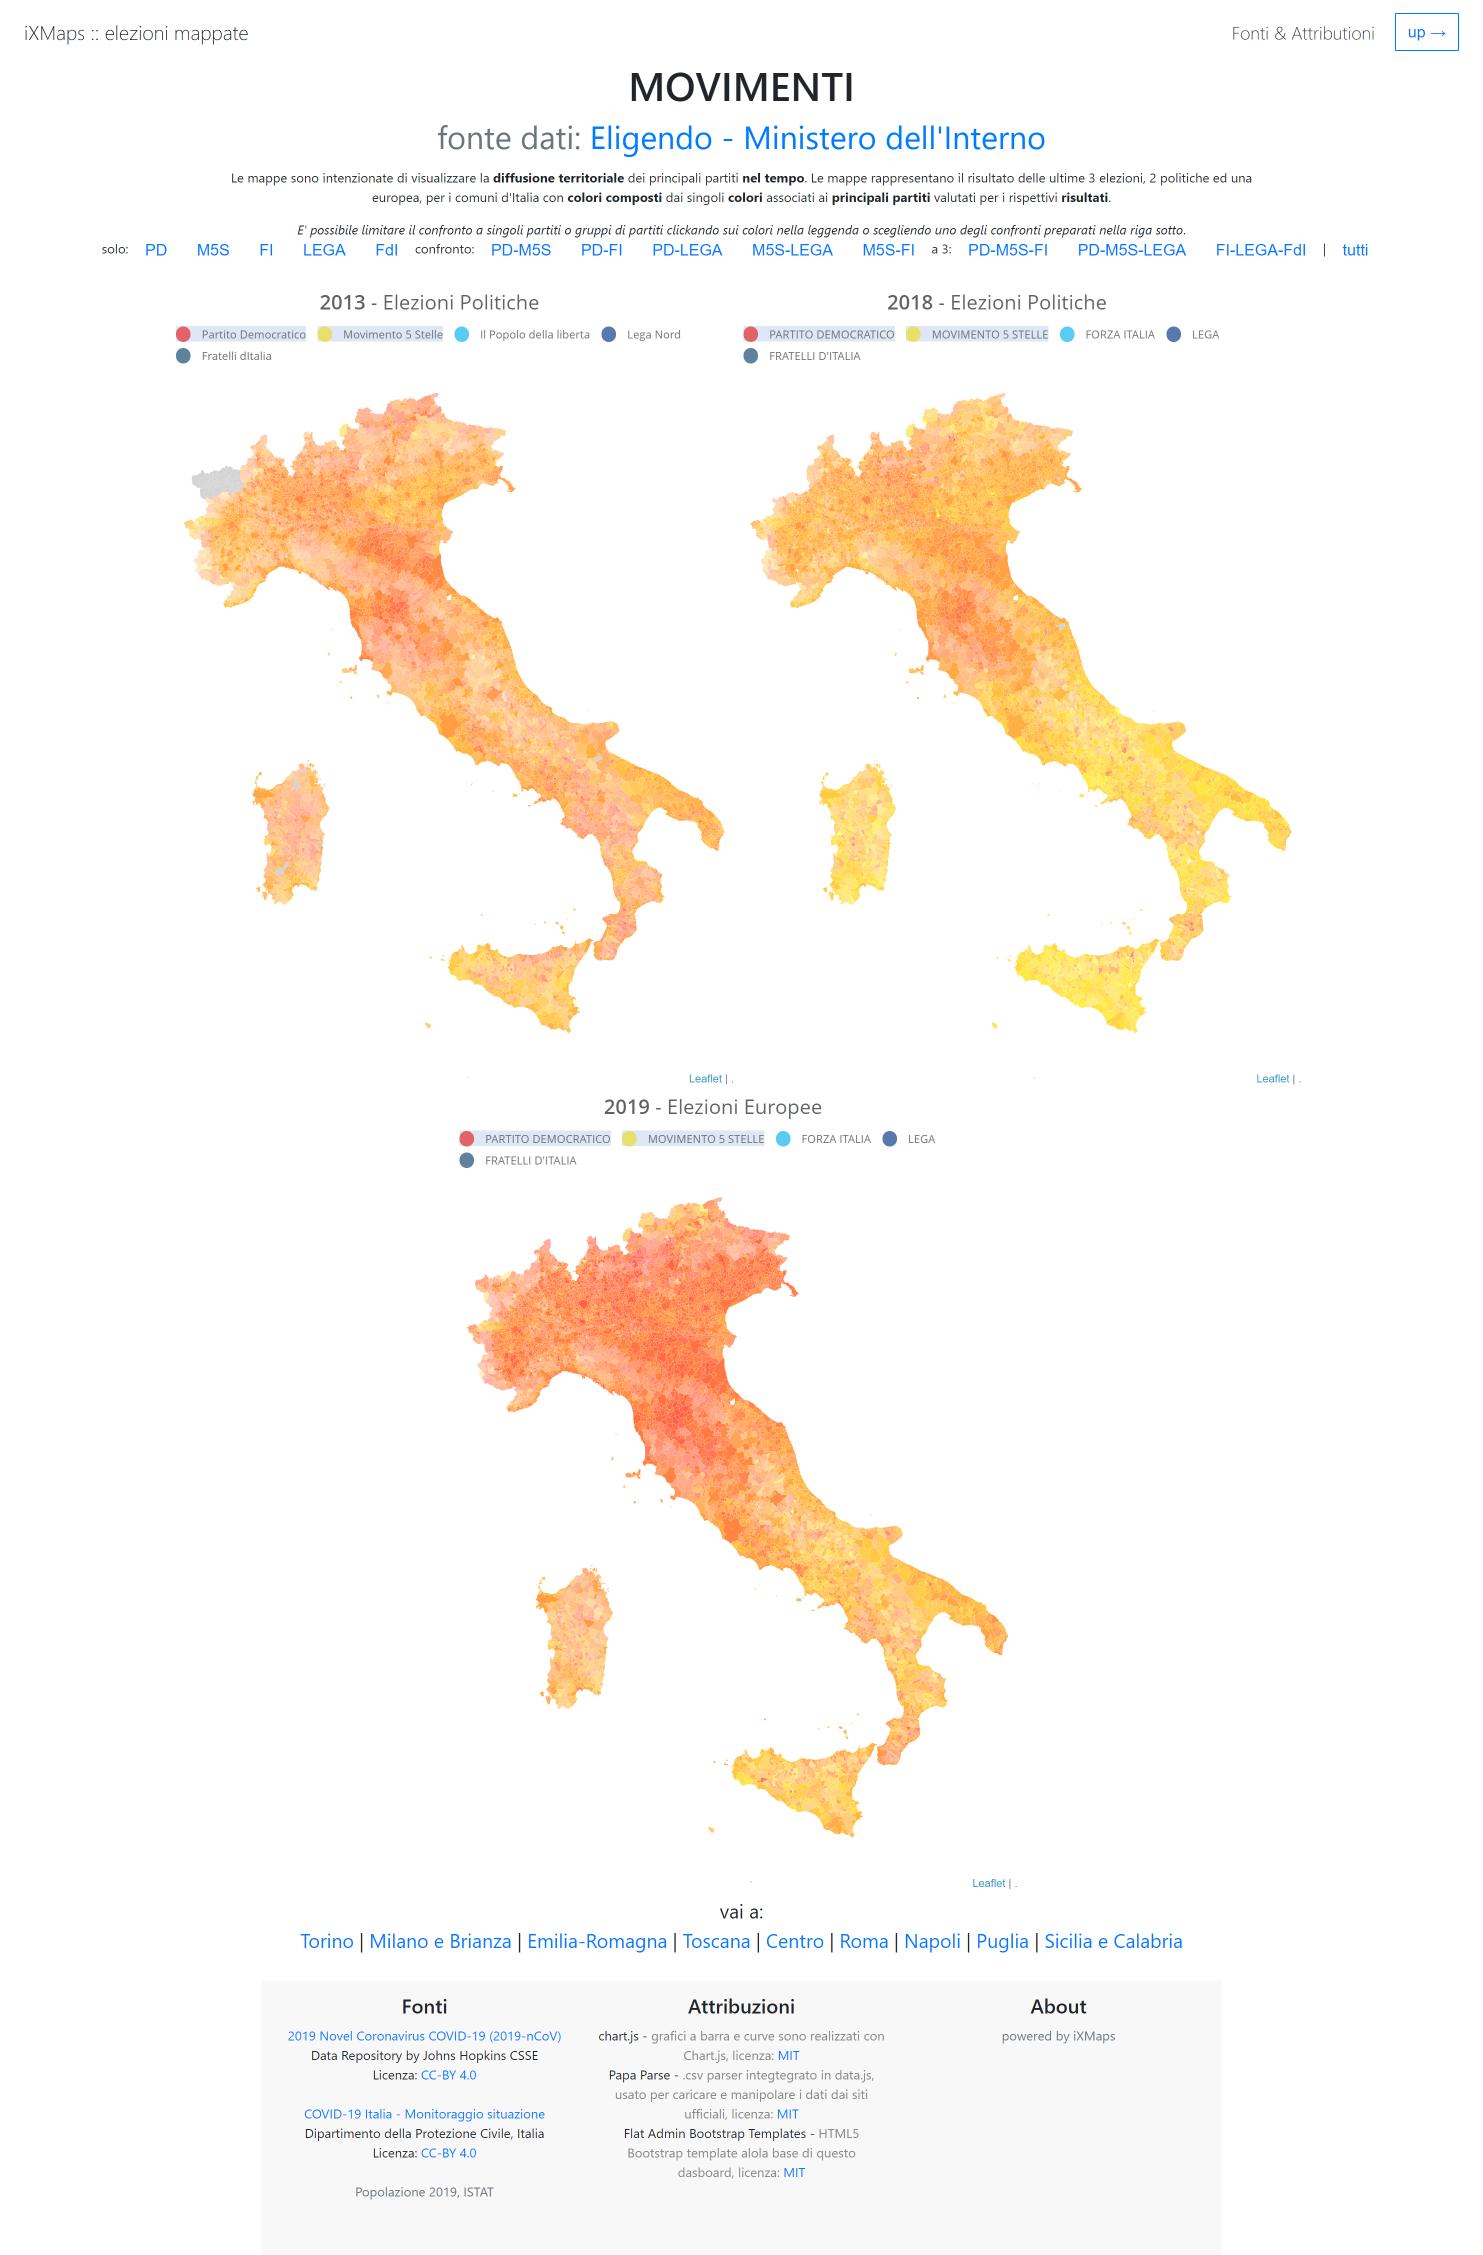 iXMaps :: elezioni mappate
Fonti & Attributioni
up →
MOVIMENTI
fonte dati: Eligendo - Ministero dell'Interno
Le mappe sono intenzionate di visualizzare la diffusione territoriale dei principali partiti nel tempo. Le mappe rappresentano il risultato delle ultime 3 elezioni, 2 politiche ed una
europea, per i comuni d'Italia con colori composti dai singoli colori associati ai principali partiti valutati per i rispettivi risultati.
E' possibile limitare il confronto a singoli partiti o gruppi di partiti clickando sui colori nella leggenda o scegliendo uno degli confronti preparati nella riga sotto.
solo: PD M5S FI LEGA FdI confronto: PD-M5S PD-FI PD-LEGA M5S-LEGA M5S-FI a 3: PD-M5S-FI PD-M5S-LEGA FI-LEGA-FdI | tutti
2013 - Elezioni Politiche
Partito Democratico Movimento 5 Stelle Il Popolo della liberta Lega Nord
Fratelli dItalia
Leaflet | .
2018 - Elezioni Politiche
PARTITO DEMOCRATICO MOVIMENTO 5 STELLE FORZA ITALIA LEGA
FRATELLI D'ITALIA
Leaflet | .
2019 - Elezioni Europee
PARTITO DEMOCRATICO MOVIMENTO 5 STELLE FORZA ITALIA LEGA
FRATELLI D'ITALIA
Leaflet | .
vai a:
Torino | Milano e Brianza | Emilia-Romagna | Toscana | Centro | Roma | Napoli | Puglia | Sicilia e Calabria
Fonti
2019 Novel Coronavirus COVID-19 (2019-nCoV)
Data Repository by Johns Hopkins CSSE
Licenza: CC-BY 4.0
COVID-19 Italia - Monitoraggio situazione
Dipartimento della Protezione Civile, Italia
Licenza: CC-BY 4.0
Popolazione 2019, ISTAT
Attribuzioni
chart.js - grafici a barra e curve sono realizzati con
Chart.js, licenza: MIT
Papa Parse - .csv parser integtegrato in data.js,
usato per caricare e manipolare i dati dai siti
ufficiali, licenza: MIT
Flat Admin Bootstrap Templates - HTML5
Bootstrap template alola base di questo
dasboard, licenza: MIT
About
powered by iXMaps